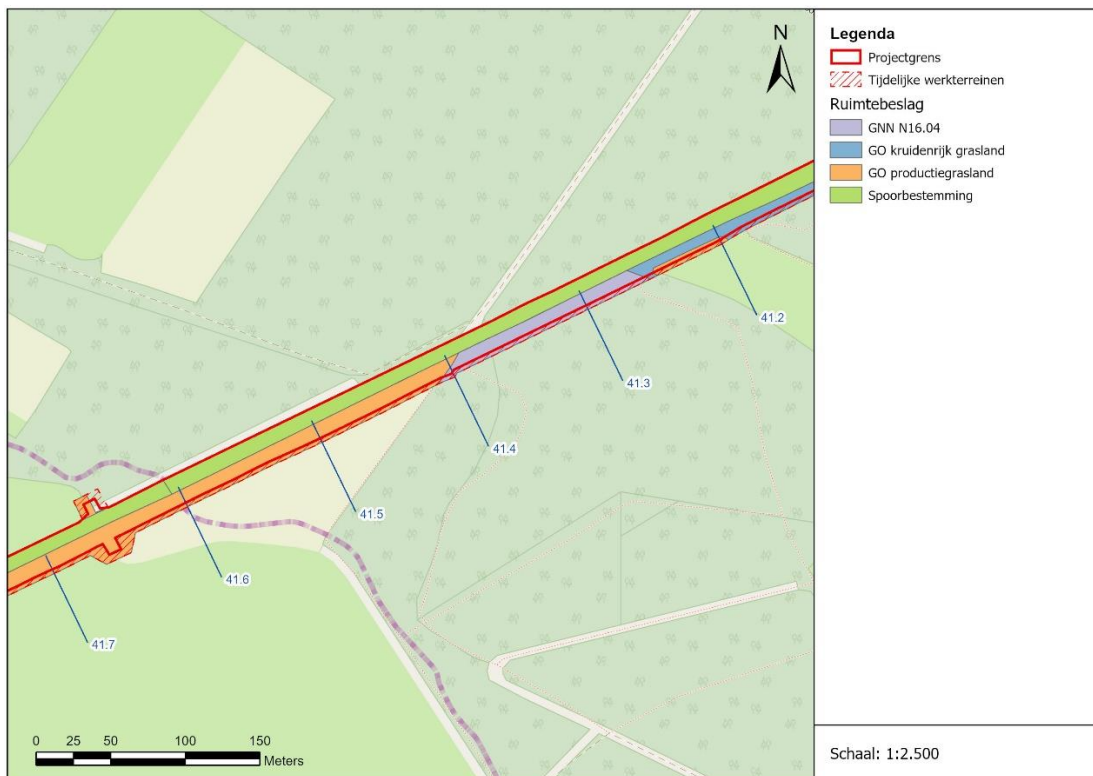 N
41.2
41.3
41.4
41.5
41.6
41.7
0 25 50 100 150
Meters
Legenda
Projectgrens
Tijdelijke werkterreinen
Ruimtebeslag
GNN N16.04
GO kruidenrijk grasland
GO productiegrasland
Spoorbestemming
Schaal: 1:2.500